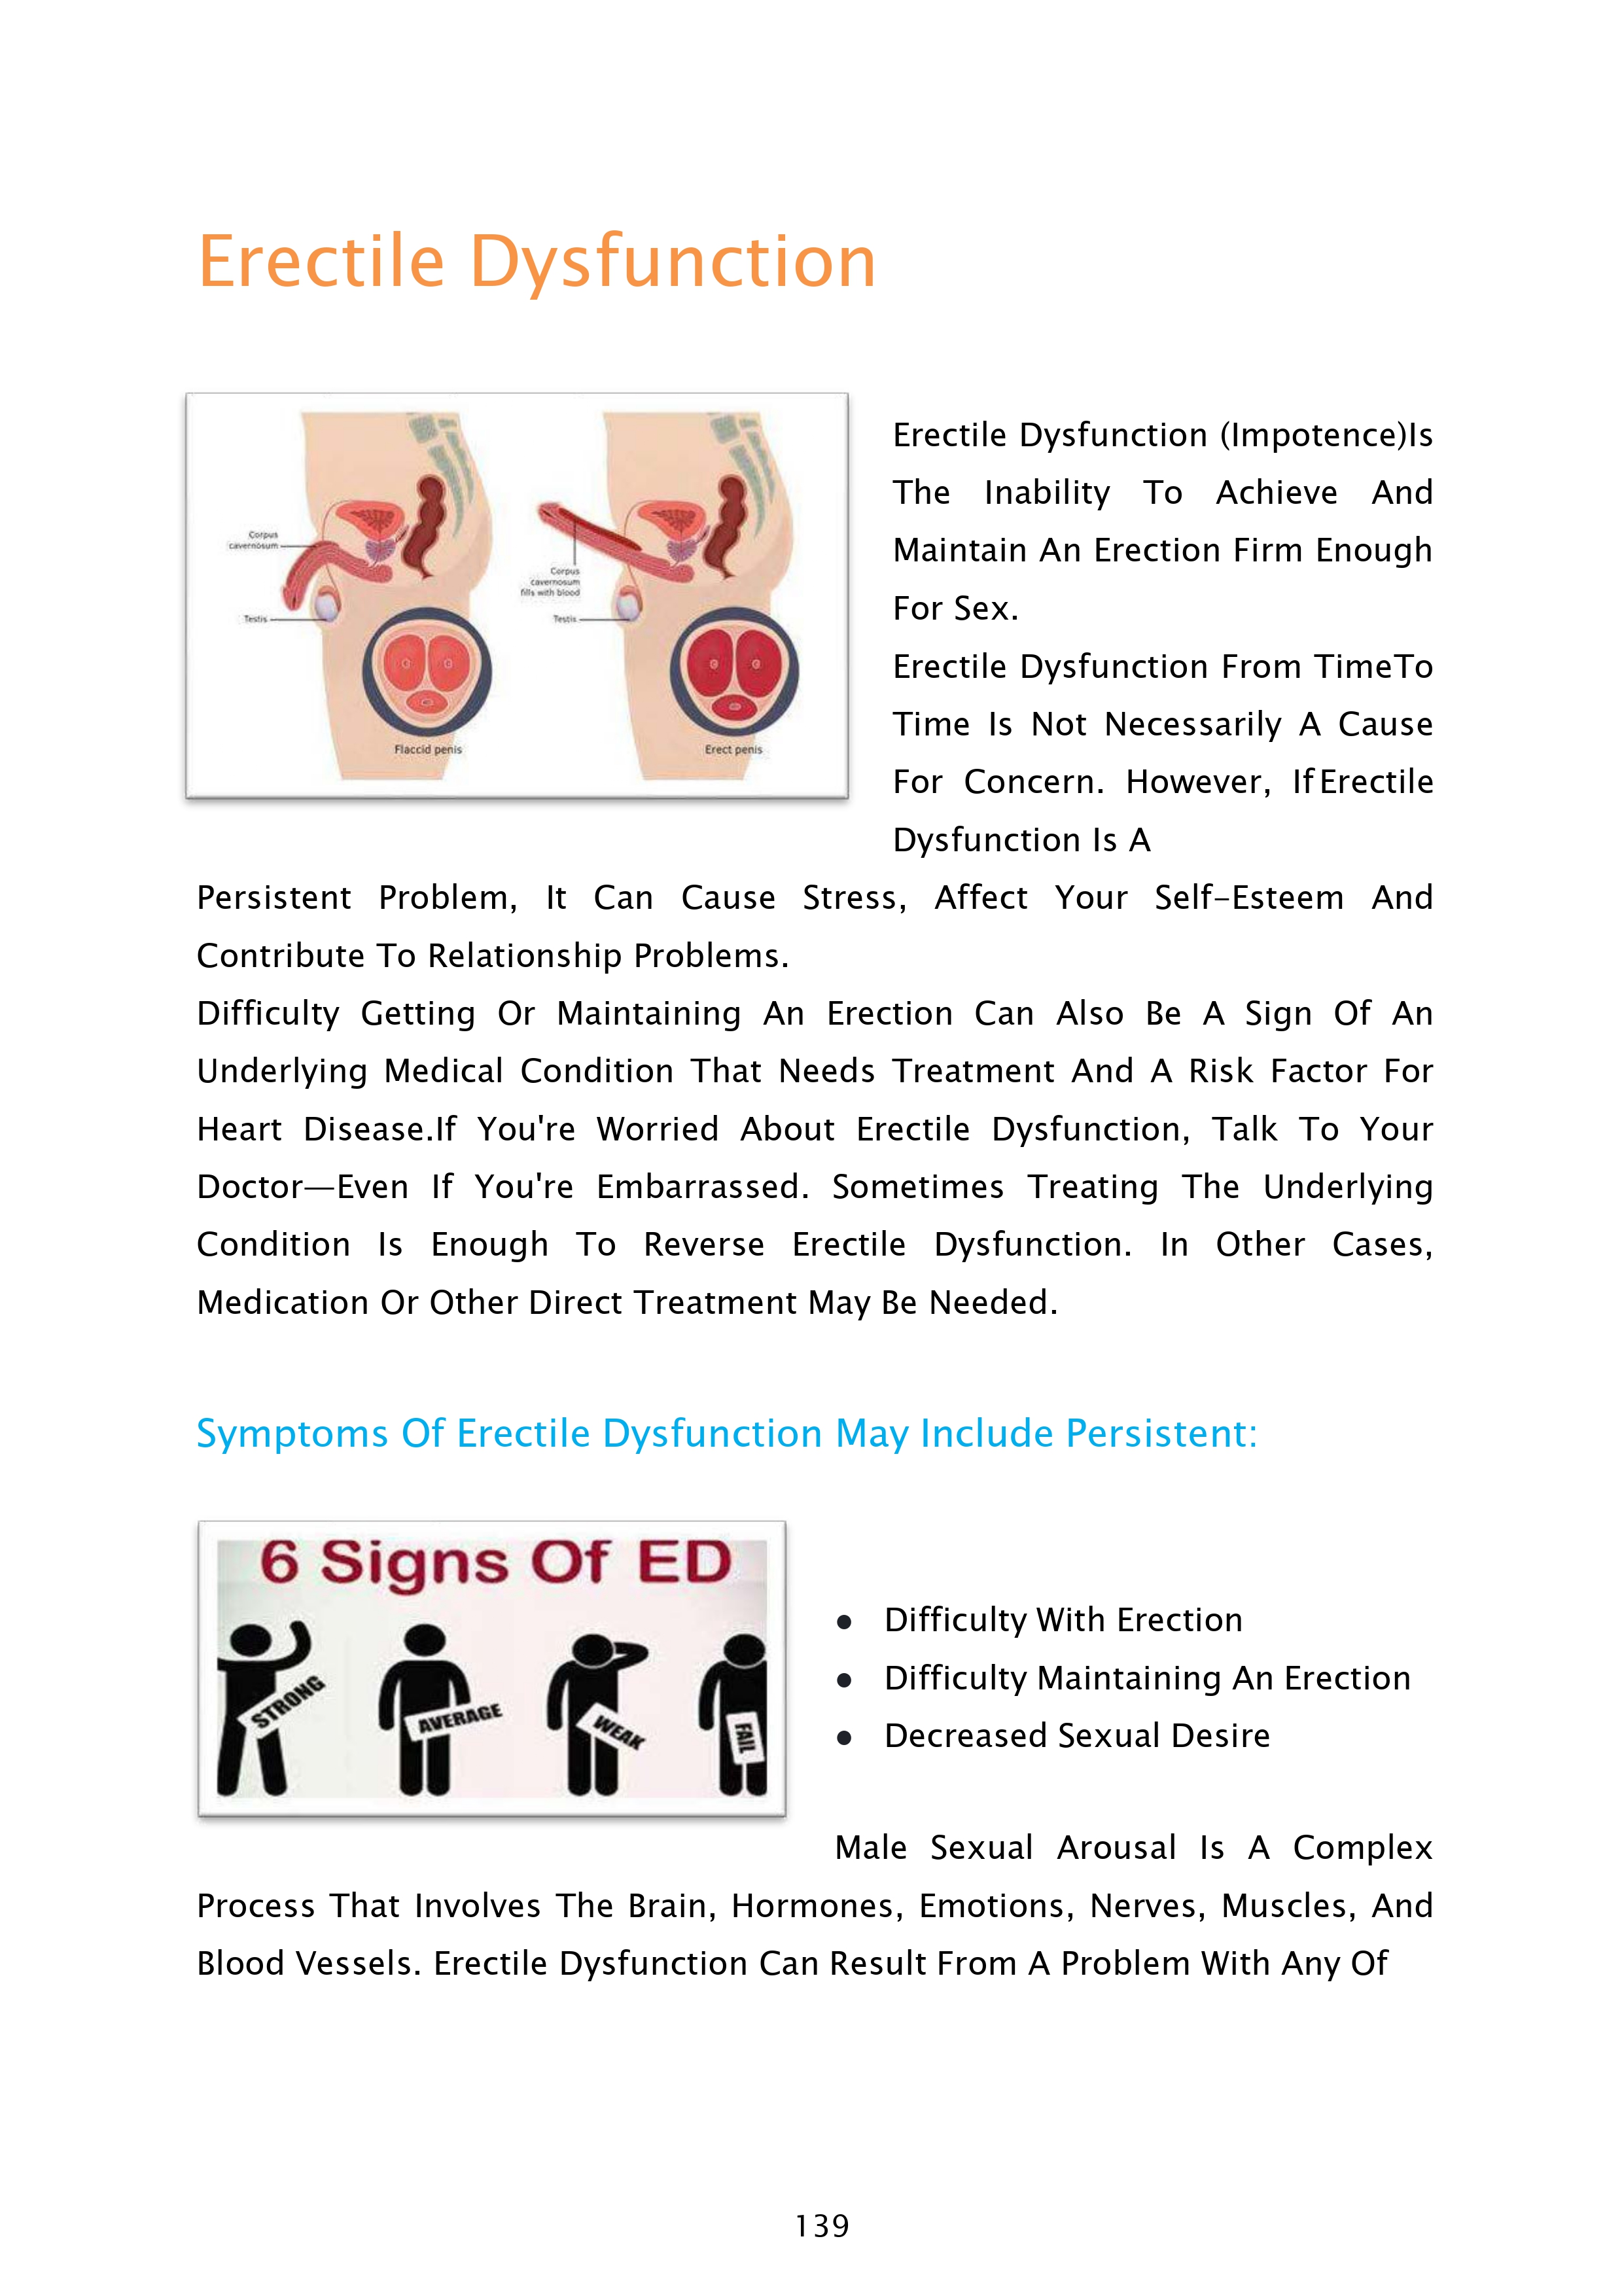 Erectile Dysfunction
Corpus
cavernosum
Testis
Flaccid penis
Corpus
cavernosum
fills with blood
Testis
Erect penis
Erectile Dysfunction (Impotence)Is
The Inability To Achieve And
Maintain An Erection Firm Enough
For Sex.
Erectile Dysfunction From TimeTo
Time Is Not Necessarily A Cause
For Concern. However, IfErectile
Dysfunction Is A
Persistent Problem, It Can Cause Stress, Affect Your Self-Esteem And
Contribute To Relationship Problems.
Difficulty Getting Or Maintaining An Erection Can Also Be A Sign Of An
Underlying Medical Condition That Needs Treatment And A Risk Factor For
Heart Disease.If You're Worried About Erectile Dysfunction, Talk To Your
Doctor—Even If You're Embarrassed. Sometimes Treating The Underlying
Condition Is Enough To Reverse Erectile Dysfunction. In Other Cases,
Medication Or Other Direct Treatment May Be Needed.
Symptoms Of Erectile Dysfunction May Include Persistent:
6 Signs Of ED
STRONG
AVERAGE
WEAK
FAIL
● Difficulty With Erection
● Difficulty Maintaining An Erection
● Decreased Sexual Desire
Male Sexual Arousal Is A Complex
Process That Involves The Brain, Hormones, Emotions, Nerves, Muscles, And
Blood Vessels. Erectile Dysfunction Can Result From A Problem With Any Of
139